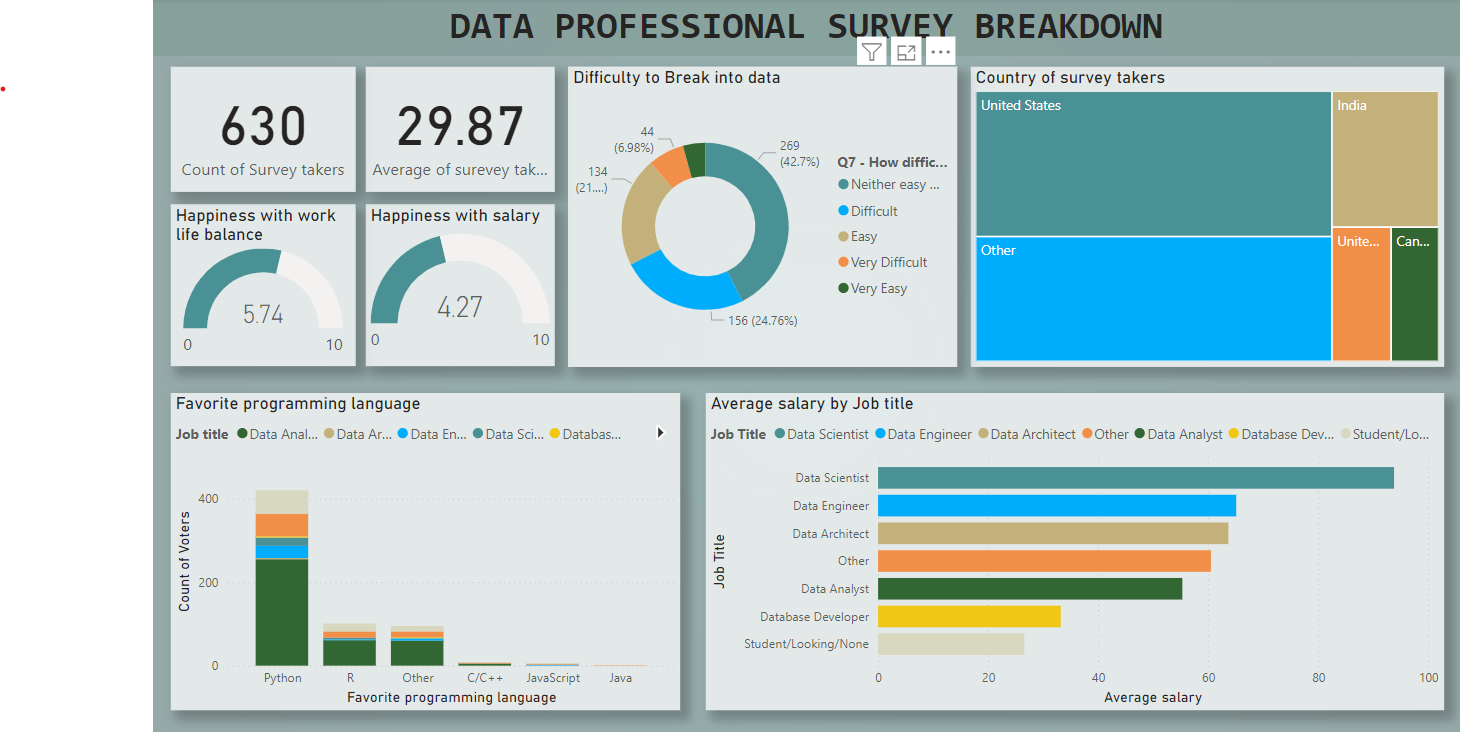 DATA PROFESSIONAL SURVEY BREAKDOWN
630
Count of Survey takers
29.87
Average of surevey tak...
Happiness with work
life balance
5.74
0
10
Happiness with salary
4.27
0
10
Difficulty to Break into data
44
(6.98%)
269
(42.7%)
134
(21....)
156 (24.76%)
Q7 - How diffic...
Neither easy ...
Difficult
Easy
Very Difficult
Very Easy
Country of survey takers
United States
India
Other
Unite...
Can...
Favorite programming language
Job title
Data Anal...
Data Ar...
Data En...
Data Sci...
Databas...
Count of Voters
400
200
0
Python
R
Other
C/C++
JavaScript
Java
Favorite programming language
Average salary by Job title
Job Title
Data Scientist
Data Engineer
Data Architect
Other
Data Analyst
Database Dev...
Student/Lo...
Job Title
Data Scientist
Data Engineer
Data Architect
Other
Data Analyst
Database Developer
Student/Looking/None
0
20
40
60
80
100
Average salary